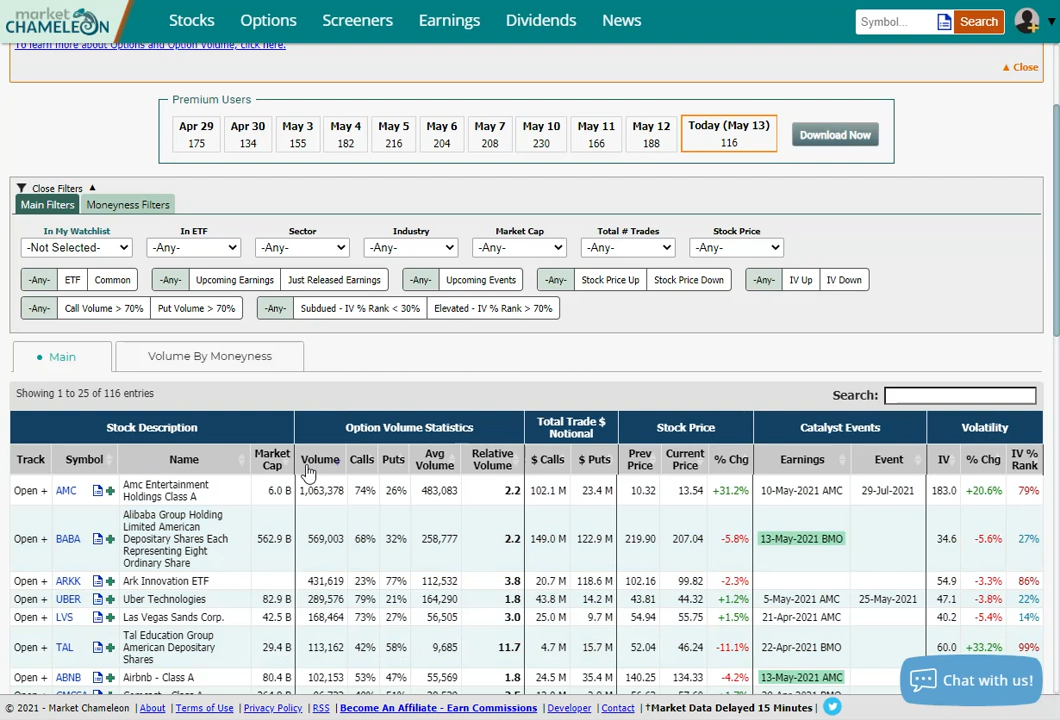 market
CHAMELEON
Stocks Options Screeners Earnings Dividends News
Symbol... Search
To learn more about Options and Option Volume, click here.
▲ Close
Premium Users
Apr 29 Apr 30 May 3 May 4 May 5 May 6 May 7 May 10 May 11 May 12 Today (May 13)
175 134 155 182 216 204 208 230 166 188 116
Download Now
Close Filters ▲
Main Filters Moneyness Filters
In My Watchlist In ETF Sector Industry Market Cap Total # Trades Stock Price
-Not Selected- -Any- -Any- -Any- -Any- -Any- -Any-
-Any- ETF Common -Any- Upcoming Earnings Just Released Earnings -Any- Upcoming Events -Any- Stock Price Up Stock Price Down -Any- IV Up IV Down
-Any- Call Volume > 70% Put Volume > 70% -Any- Subdued - IV % Rank < 30% Elevated - IV % Rank > 70%
• Main Volume By Moneyness
Showing 1 to 25 of 116 entries Search:
Stock Description Option Volume Statistics Total Trade $ Notional Stock Price Catalyst Events Volatility
Track Symbol Name Market Cap Volume Calls Puts Avg Volume Relative Volume $ Calls $ Puts Prev Price Current Price % Chg Earnings Event IV % Chg IV % Rank
Open + AMC Amc Entertainment Holdings Class A 6.0 B 1,063,378 74% 26% 483,083 2.2 102.1 M 23.4 M 10.32 13.54 +31.2% 10-May-2021 AMC 29-Jul-2021 183.0 +20.6% 79%
Open + BABA Alibaba Group Holding Limited American Depositary Shares Each Representing Eight Ordinary Share 562.9 B 569,003 68% 32% 258,777 2.2 149.0 M 122.9 M 219.90 207.04 -5.8% 13-May-2021 BMO 34.6 -5.6% 27%
Open + ARKK Ark Innovation ETF 431,619 23% 77% 112,532 3.8 20.7 M 118.6 M 102.16 99.82 -2.3% 54.9 -3.3% 86%
Open + UBER Uber Technologies 82.9 B 289,576 79% 21% 164,290 1.8 43.8 M 14.2 M 43.81 44.32 +1.2% 5-May-2021 AMC 25-May-2021 47.1 -3.8% 22%
Open + LVS Las Vegas Sands Corp. 42.5 B 168,464 73% 27% 56,505 3.0 25.0 M 9.7 M 54.94 55.75 +1.5% 21-Apr-2021 AMC 40.2 -5.4% 14%
Open + TAL Tal Education Group American Depositary Shares 29.4 B 113,162 42% 58% 9,685 11.7 4.7 M 15.7 M 52.04 46.24 -11.1% 22-Apr-2021 BMO 60.0 +33.2% 99%
Open + ABNB Airbnb - Class A 80.4 B 102,153 47% 53% 55,569 1.8 24.5 M 35.4 M 140.25 134.33 -4.2% 13-May-2021 AMC
Chat with us!
© 2021 - Market Chameleon | About | Terms of Use | Privacy Policy | RSS | Become An Affiliate - Earn Commissions | Developer | Contact | †Market Data Delayed 15 Minutes |